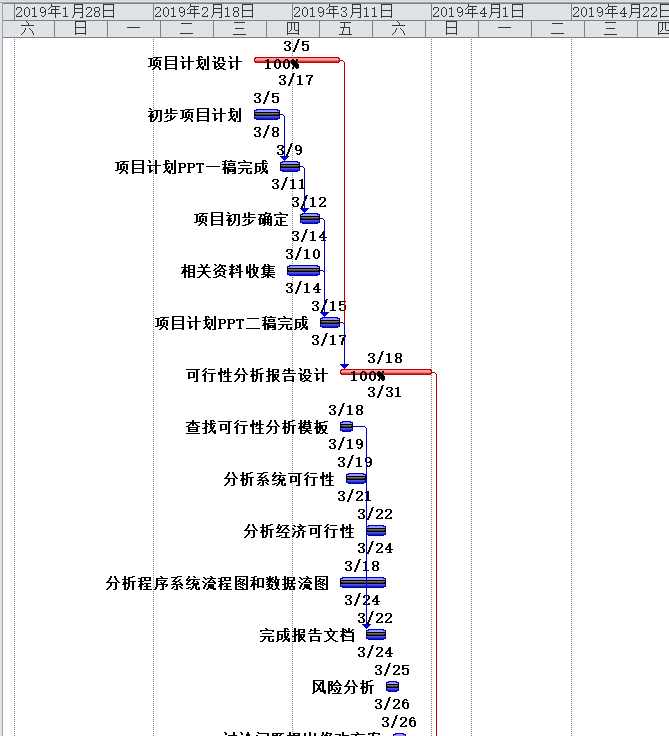 2019年1月28日 2019年2月18日 2019年3月11日 2019年4月1日 2019年4月22日
六 日 一 二 三 四 五 六 日 一 二 三 四
3/5
项目计划设计 100%
3/17
3/5
初步项目计划
3/8
3/9
项目计划PPT一稿完成
3/11
3/12
项目初步确定
3/14
3/10
相关资料收集
3/14
3/15
项目计划PPT二稿完成
3/17
3/18
可行性分析报告设计 100%
3/31
3/18
查找可行性分析模板
3/19
3/19
分析系统可行性
3/21
3/22
分析经济可行性
3/24
3/18
分析程序系统流程图和数据流图
3/24
3/22
完成报告文档
3/24
3/25
风险分析
3/26
3/26